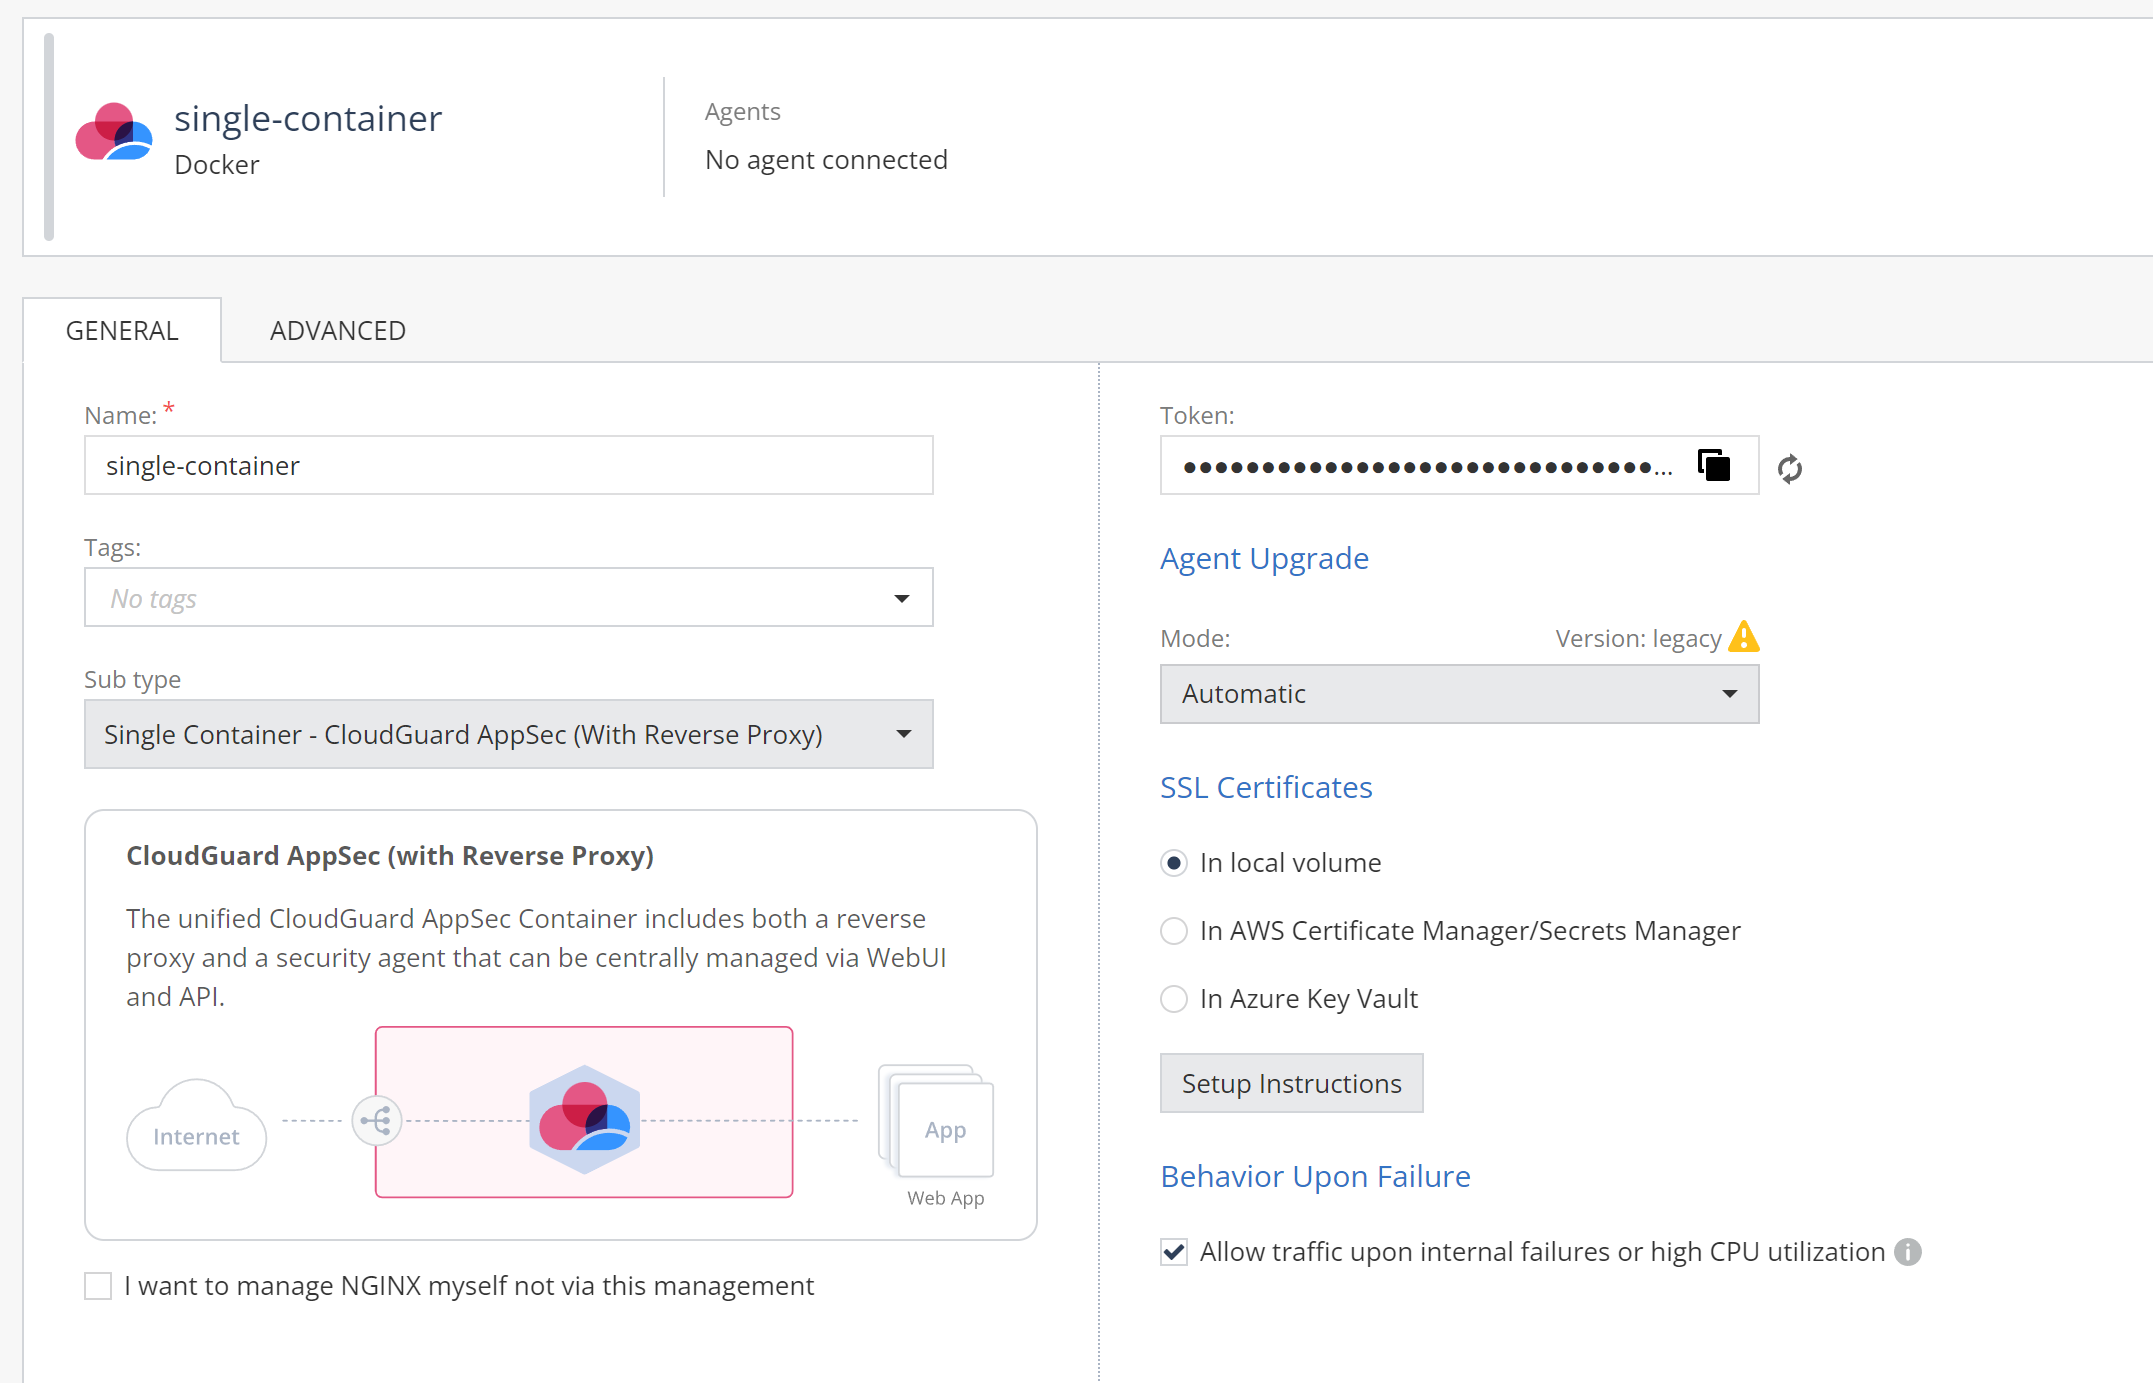 single-container
Docker
Agents
No agent connected
GENERAL
ADVANCED
Name: *
single-container
Tags:
No tags
Sub type
Single Container - CloudGuard AppSec (With Reverse Proxy)
CloudGuard AppSec (with Reverse Proxy)
The unified CloudGuard AppSec Container includes both a reverse
proxy and a security agent that can be centrally managed via WebUI
and API.
Internet
App
Web App
I want to manage NGINX myself not via this management
Token:
●●●●●●●●●●●●●●●●●●●●●●●●●●●●●●...
Agent Upgrade
Mode:
Version: legacy
Automatic
SSL Certificates
In local volume
In AWS Certificate Manager/Secrets Manager
In Azure Key Vault
Setup Instructions
Behavior Upon Failure
Allow traffic upon internal failures or high CPU utilization